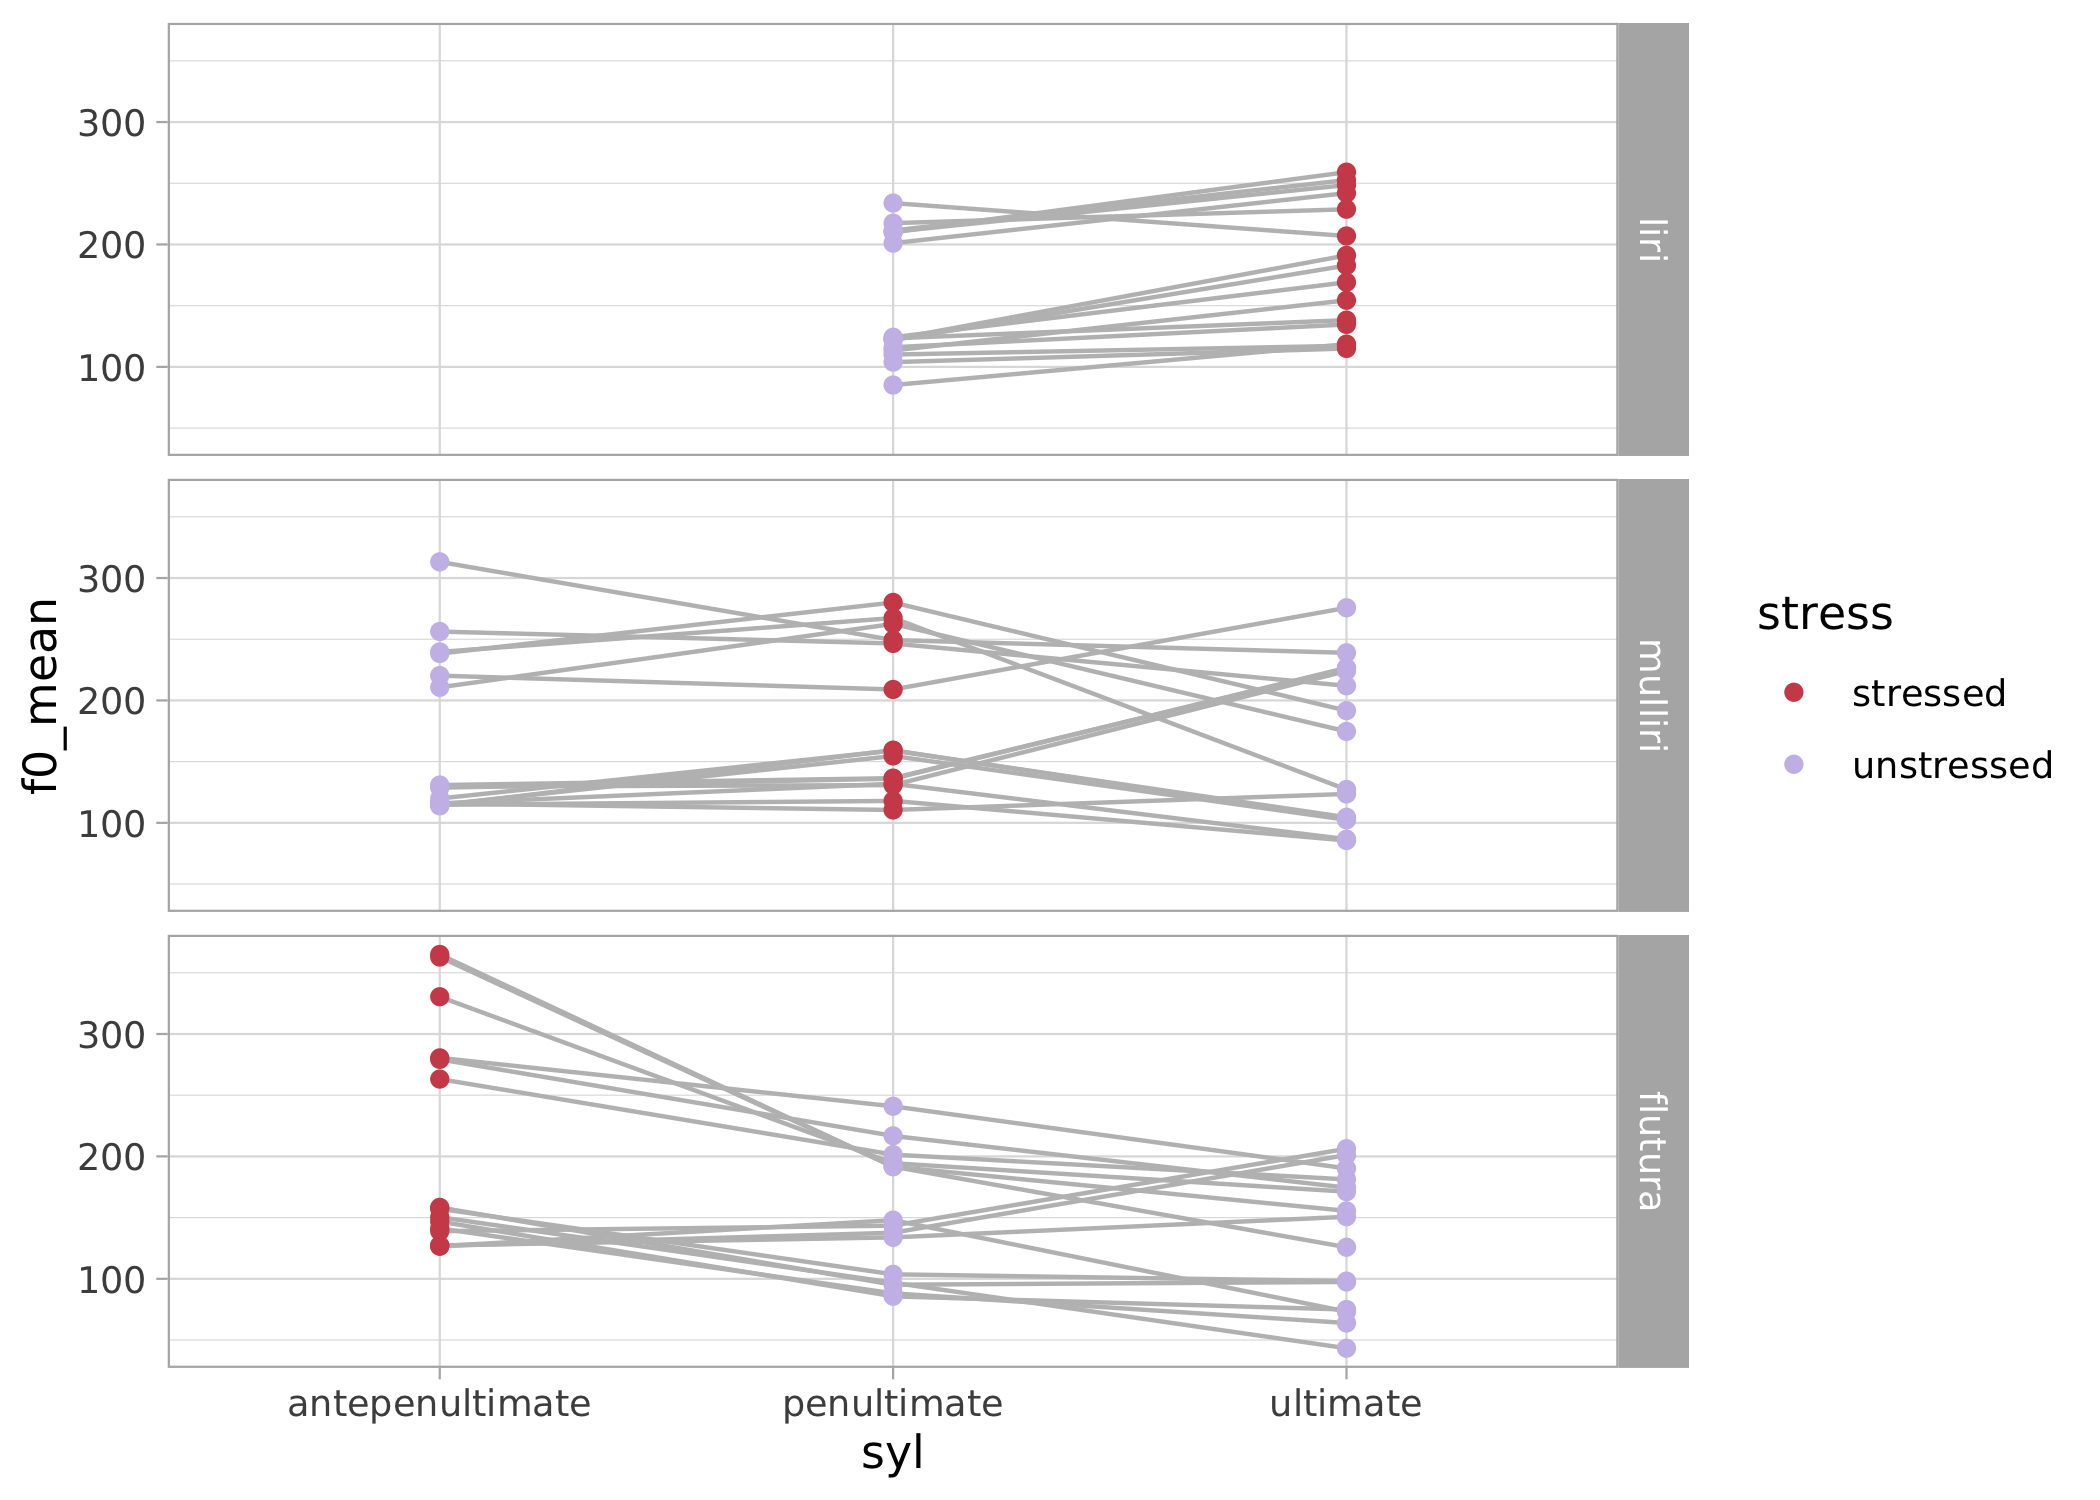 300
200
100
liri
300
200
100
mulliri
300
200
100
flutura
antepenultimate
penultimate
ultimate
syl
f0_mean
stress
stressed
unstressed